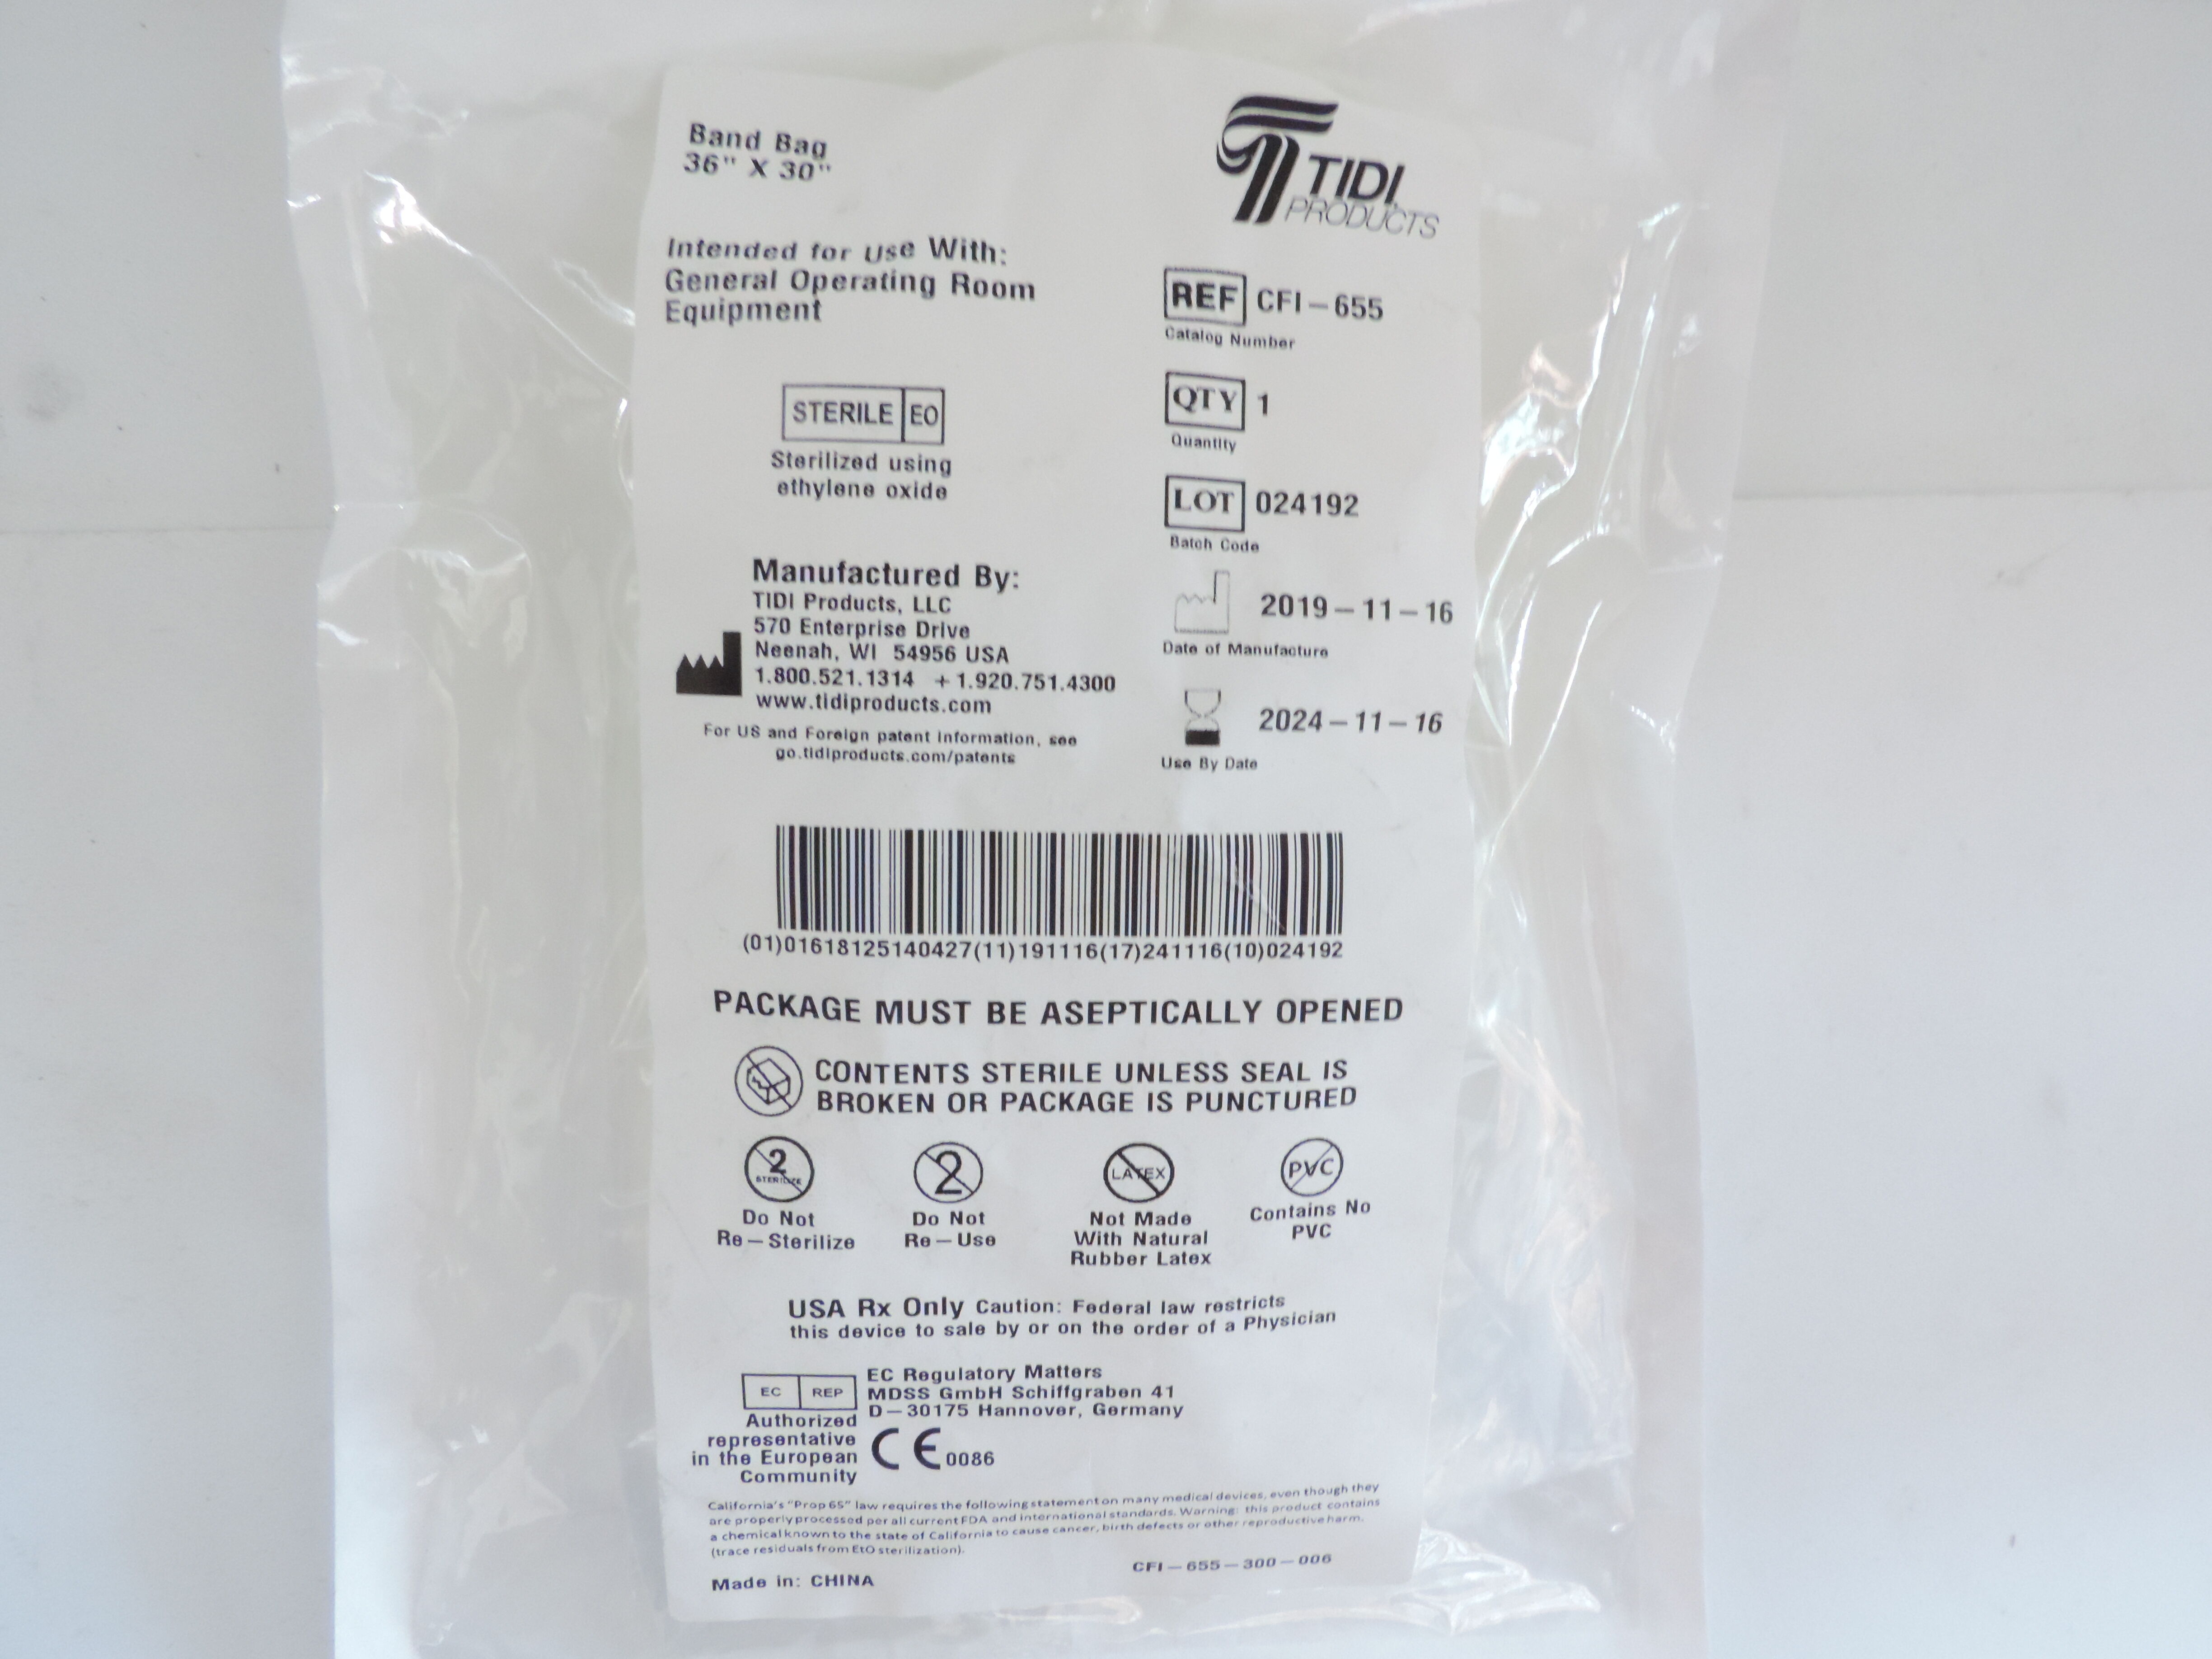 Band Bag
36" X 30"
TIDI
PRODUCTS
Intended for Use With:
General Operating Room
Equipment
REF CFI-655
Catalog Number
QTY 1
Quantity
STERILE EO
Sterilized using
ethylene oxide
LOT 024192
Batch Code
Manufactured By:
TIDI Products, LLC
570 Enterprise Drive
Neenah, WI 54956 USA
1.800.521.1314 +1.920.751.4300
www.tidiproducts.com
For US and Foreign patent information, see
go.tidiproducts.com/patents
2019-11-16
Date of Manufacture
2024-11-16
Use By Date
(01)01618125140427(11)191116(17)241116(10)024192
PACKAGE MUST BE ASEPTICALLY OPENED
CONTENTS STERILE UNLESS SEAL IS
BROKEN OR PACKAGE IS PUNCTURED
2
STERILIZE
Do Not
Re-Sterilize
2
Do Not
Re-Use
LATEX
Not Made
With Natural
Rubber Latex
PVC
Contains No
PVC
USA Rx Only Caution: Federal law restricts
this device to sale by or on the order of a Physician
EC REP
Authorized
representative
in the European
Community
EC Regulatory Matters
MDSS GmbH Schiffgraben 41
D-30175 Hannover, Germany
CE 0086
California's "Prop 65" law requires the following statement on many medical devices, even though they
are properly processed per all current FDA and international standards. Warning: this product contains
a chemical known to the state of California to cause cancer, birth defects or other reproductive harm.
(trace residuals from EtO sterilization).
CFI-655-300-006
Made in: CHINA